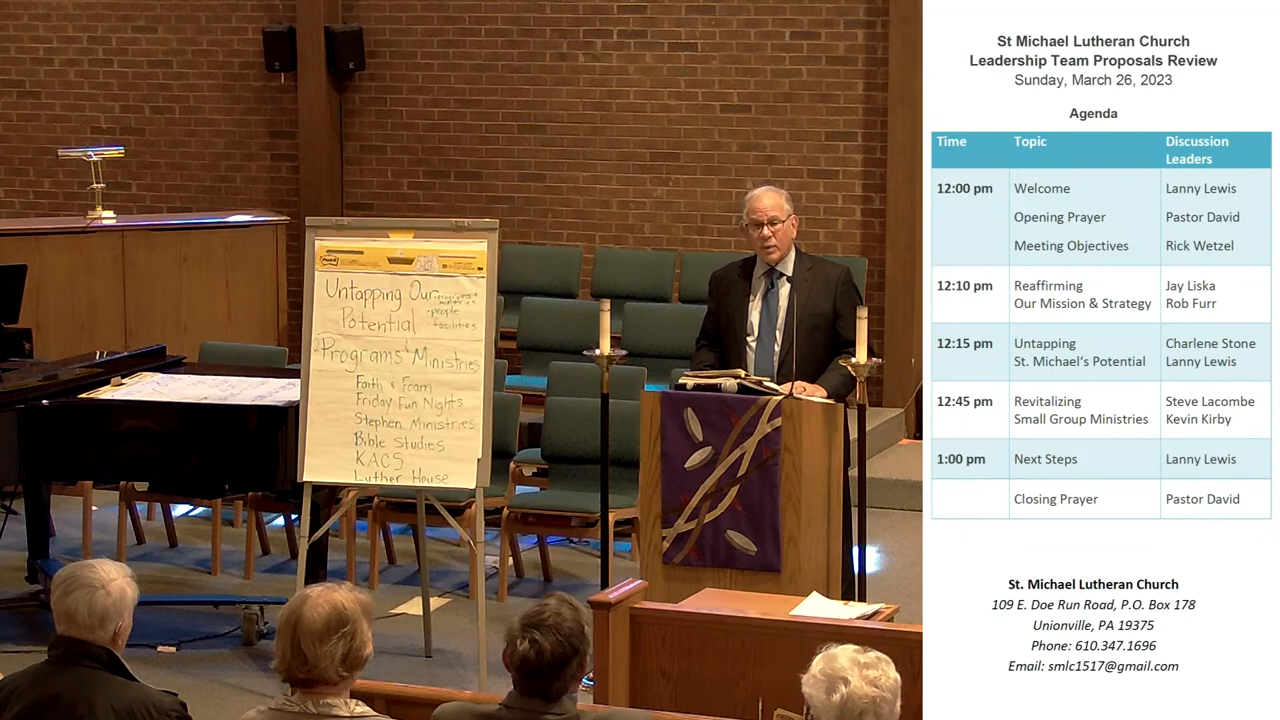 Post-it
Untapping Our
Potential
·programs &
ministries
·people
·facilities
Programs & Ministries
Faith & Foam
Friday Fun Nights
Stephen Ministries
Bible Studies
KACS
Luther House
St Michael Lutheran Church
Leadership Team Proposals Review
Sunday, March 26, 2023
Agenda
Time Topic Discussion Leaders
12:00 pm Welcome Lanny Lewis
Opening Prayer Pastor David
Meeting Objectives Rick Wetzel
12:10 pm Reaffirming Jay Liska
Our Mission & Strategy Rob Furr
12:15 pm Untapping Charlene Stone
St. Michael's Potential Lanny Lewis
12:45 pm Revitalizing Steve Lacombe
Small Group Ministries Kevin Kirby
1:00 pm Next Steps Lanny Lewis
Closing Prayer Pastor David
St. Michael Lutheran Church
109 E. Doe Run Road, P.O. Box 178
Unionville, PA 19375
Phone: 610.347.1696
Email: smlc1517@gmail.com